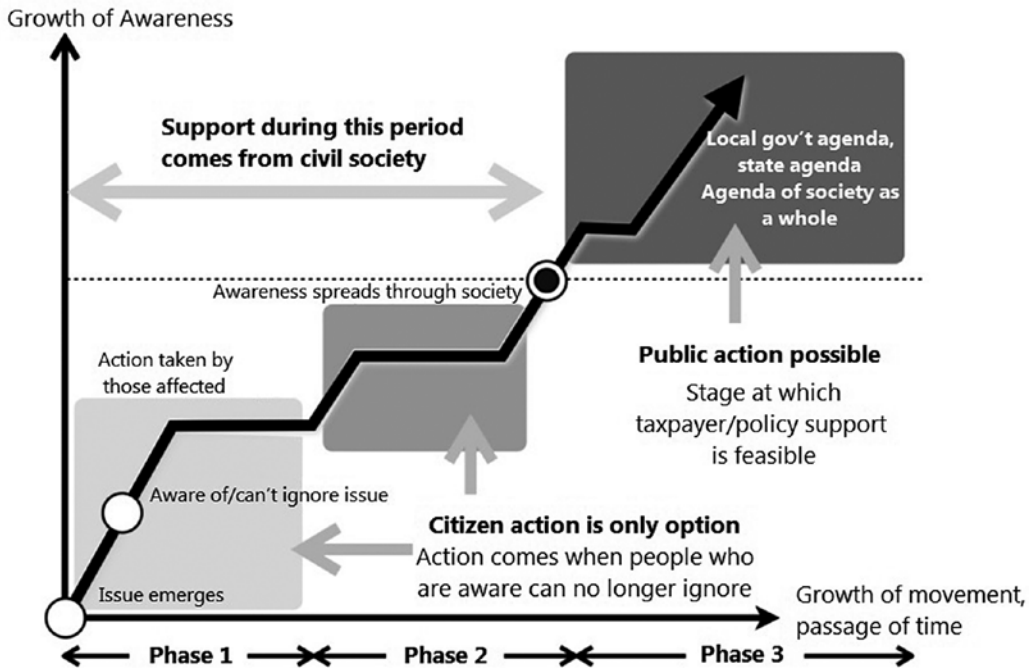 Growth of Awareness
Support during this period
comes from civil society
Local gov't agenda,
state agenda
Agenda of society as
a whole
Awareness spreads through society
Action taken by
those affected
Public action possible
Stage at which
taxpayer/policy support
is feasible
Aware of/can't ignore issue
Citizen action is only option
Action comes when people who
are aware can no longer ignore
Issue emerges
Growth of movement,
passage of time
Phase 1
Phase 2
Phase 3